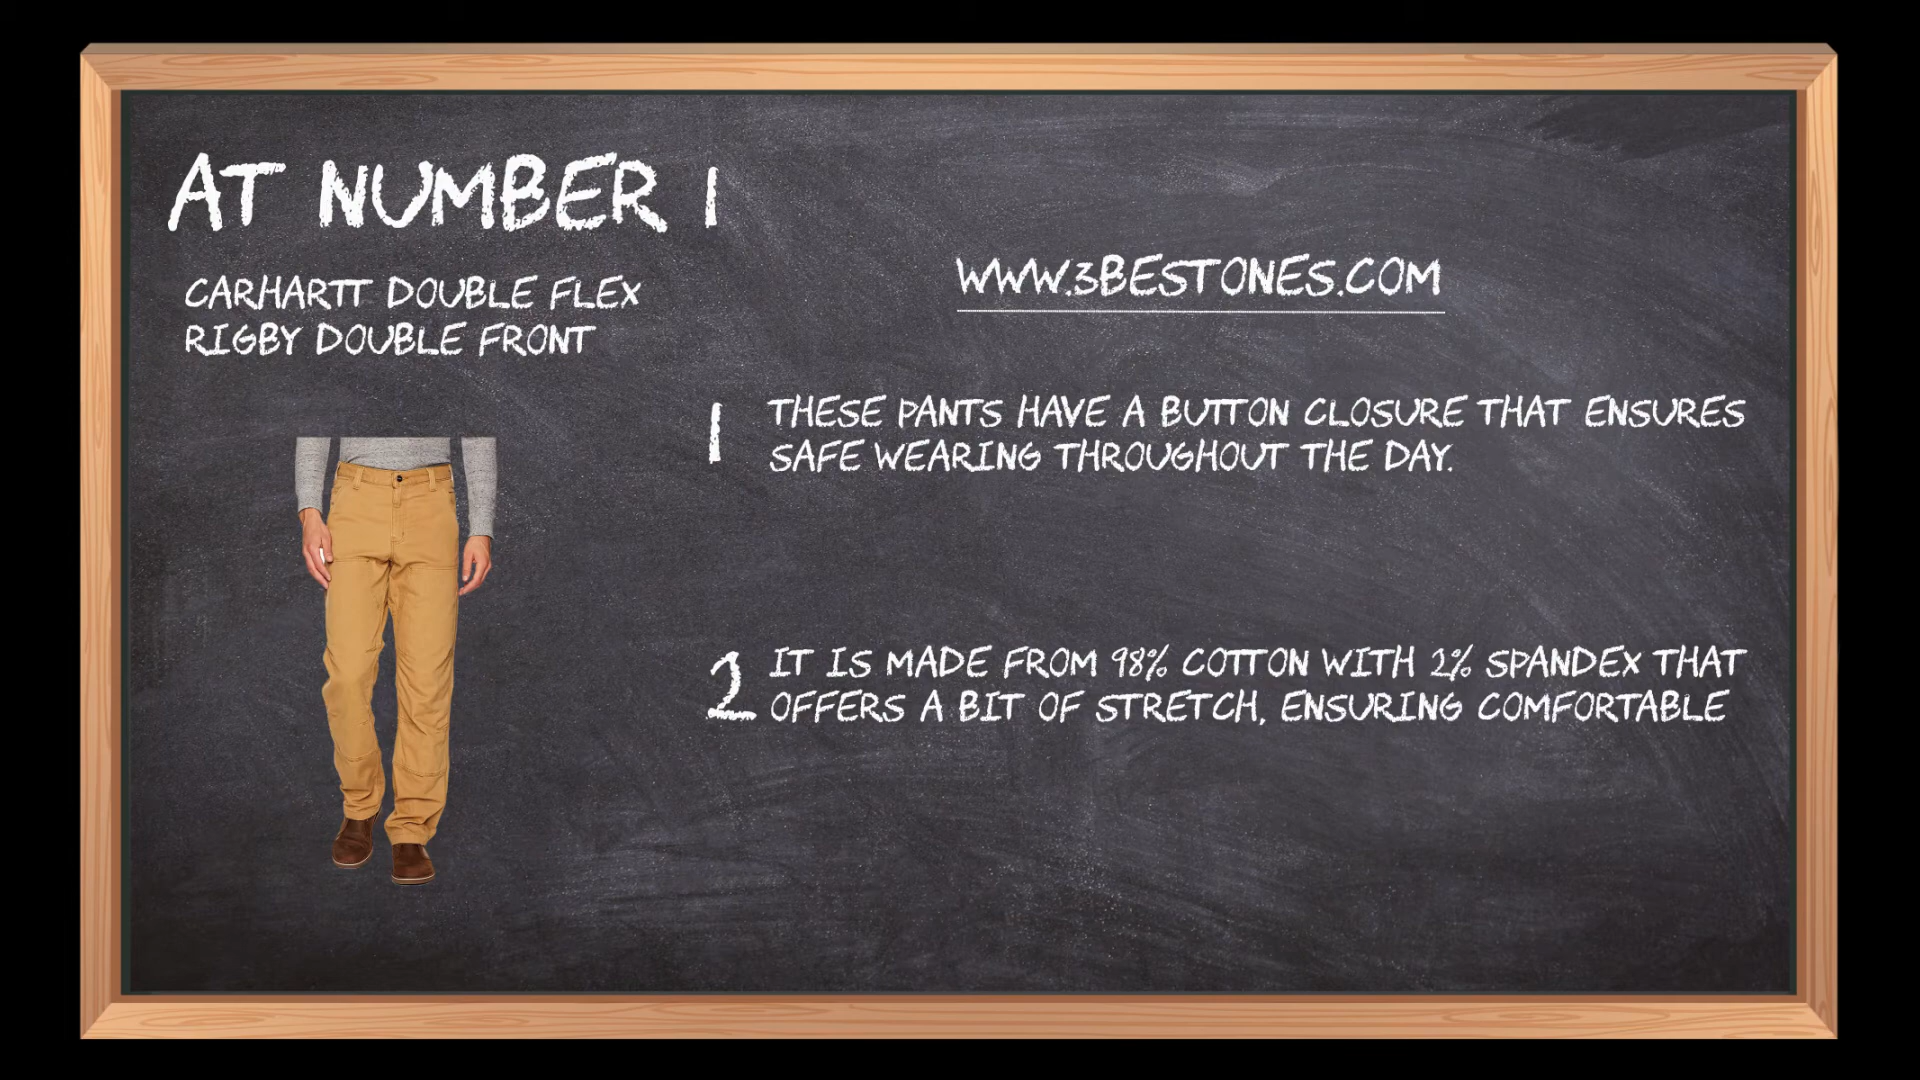 AT NUMBER 1
CARHARTT DOUBLE FLEX
RIGBY DOUBLE FRONT
WWW.3BESTONES.COM
1
THESE PANTS HAVE A BUTTON CLOSURE THAT ENSURES
SAFE WEARING THROUGHOUT THE DAY.
2
IT IS MADE FROM 98% COTTON WITH 2% SPANDEX THAT
OFFERS A BIT OF STRETCH, ENSURING COMFORTABLE